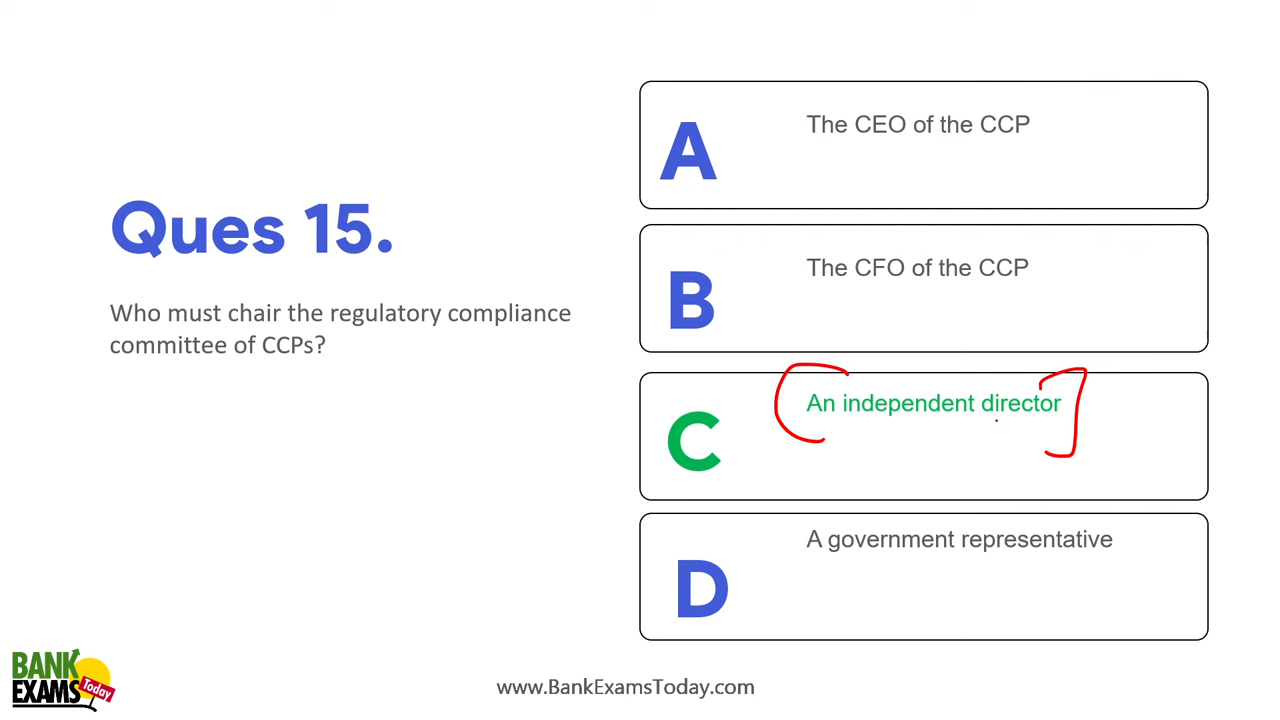 Ques 15.
Who must chair the regulatory compliance
committee of CCPs?
A
The CEO of the CCP
B
The CFO of the CCP
C
An independent director
D
A government representative
BANK
EXAMS
Today
www.BankExamsToday.com